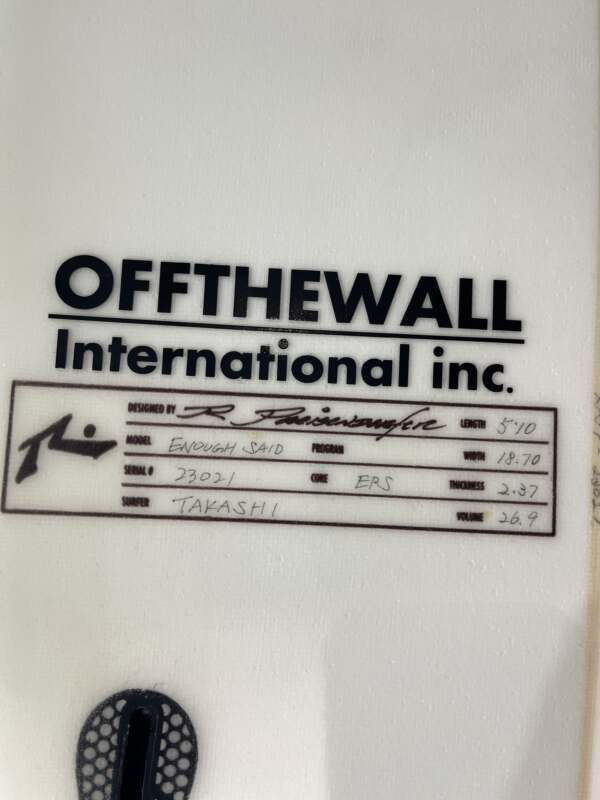 OFFTHEWALL
International inc.
DESIGNED BY LENGTH 5'10
MODEL ENOUGH SAID PROGRAM WIDTH 18.70
SERIAL # 23021 CORE EPS THICKNESS 2.37
SURFER TAKASHI VOLUME 26.9